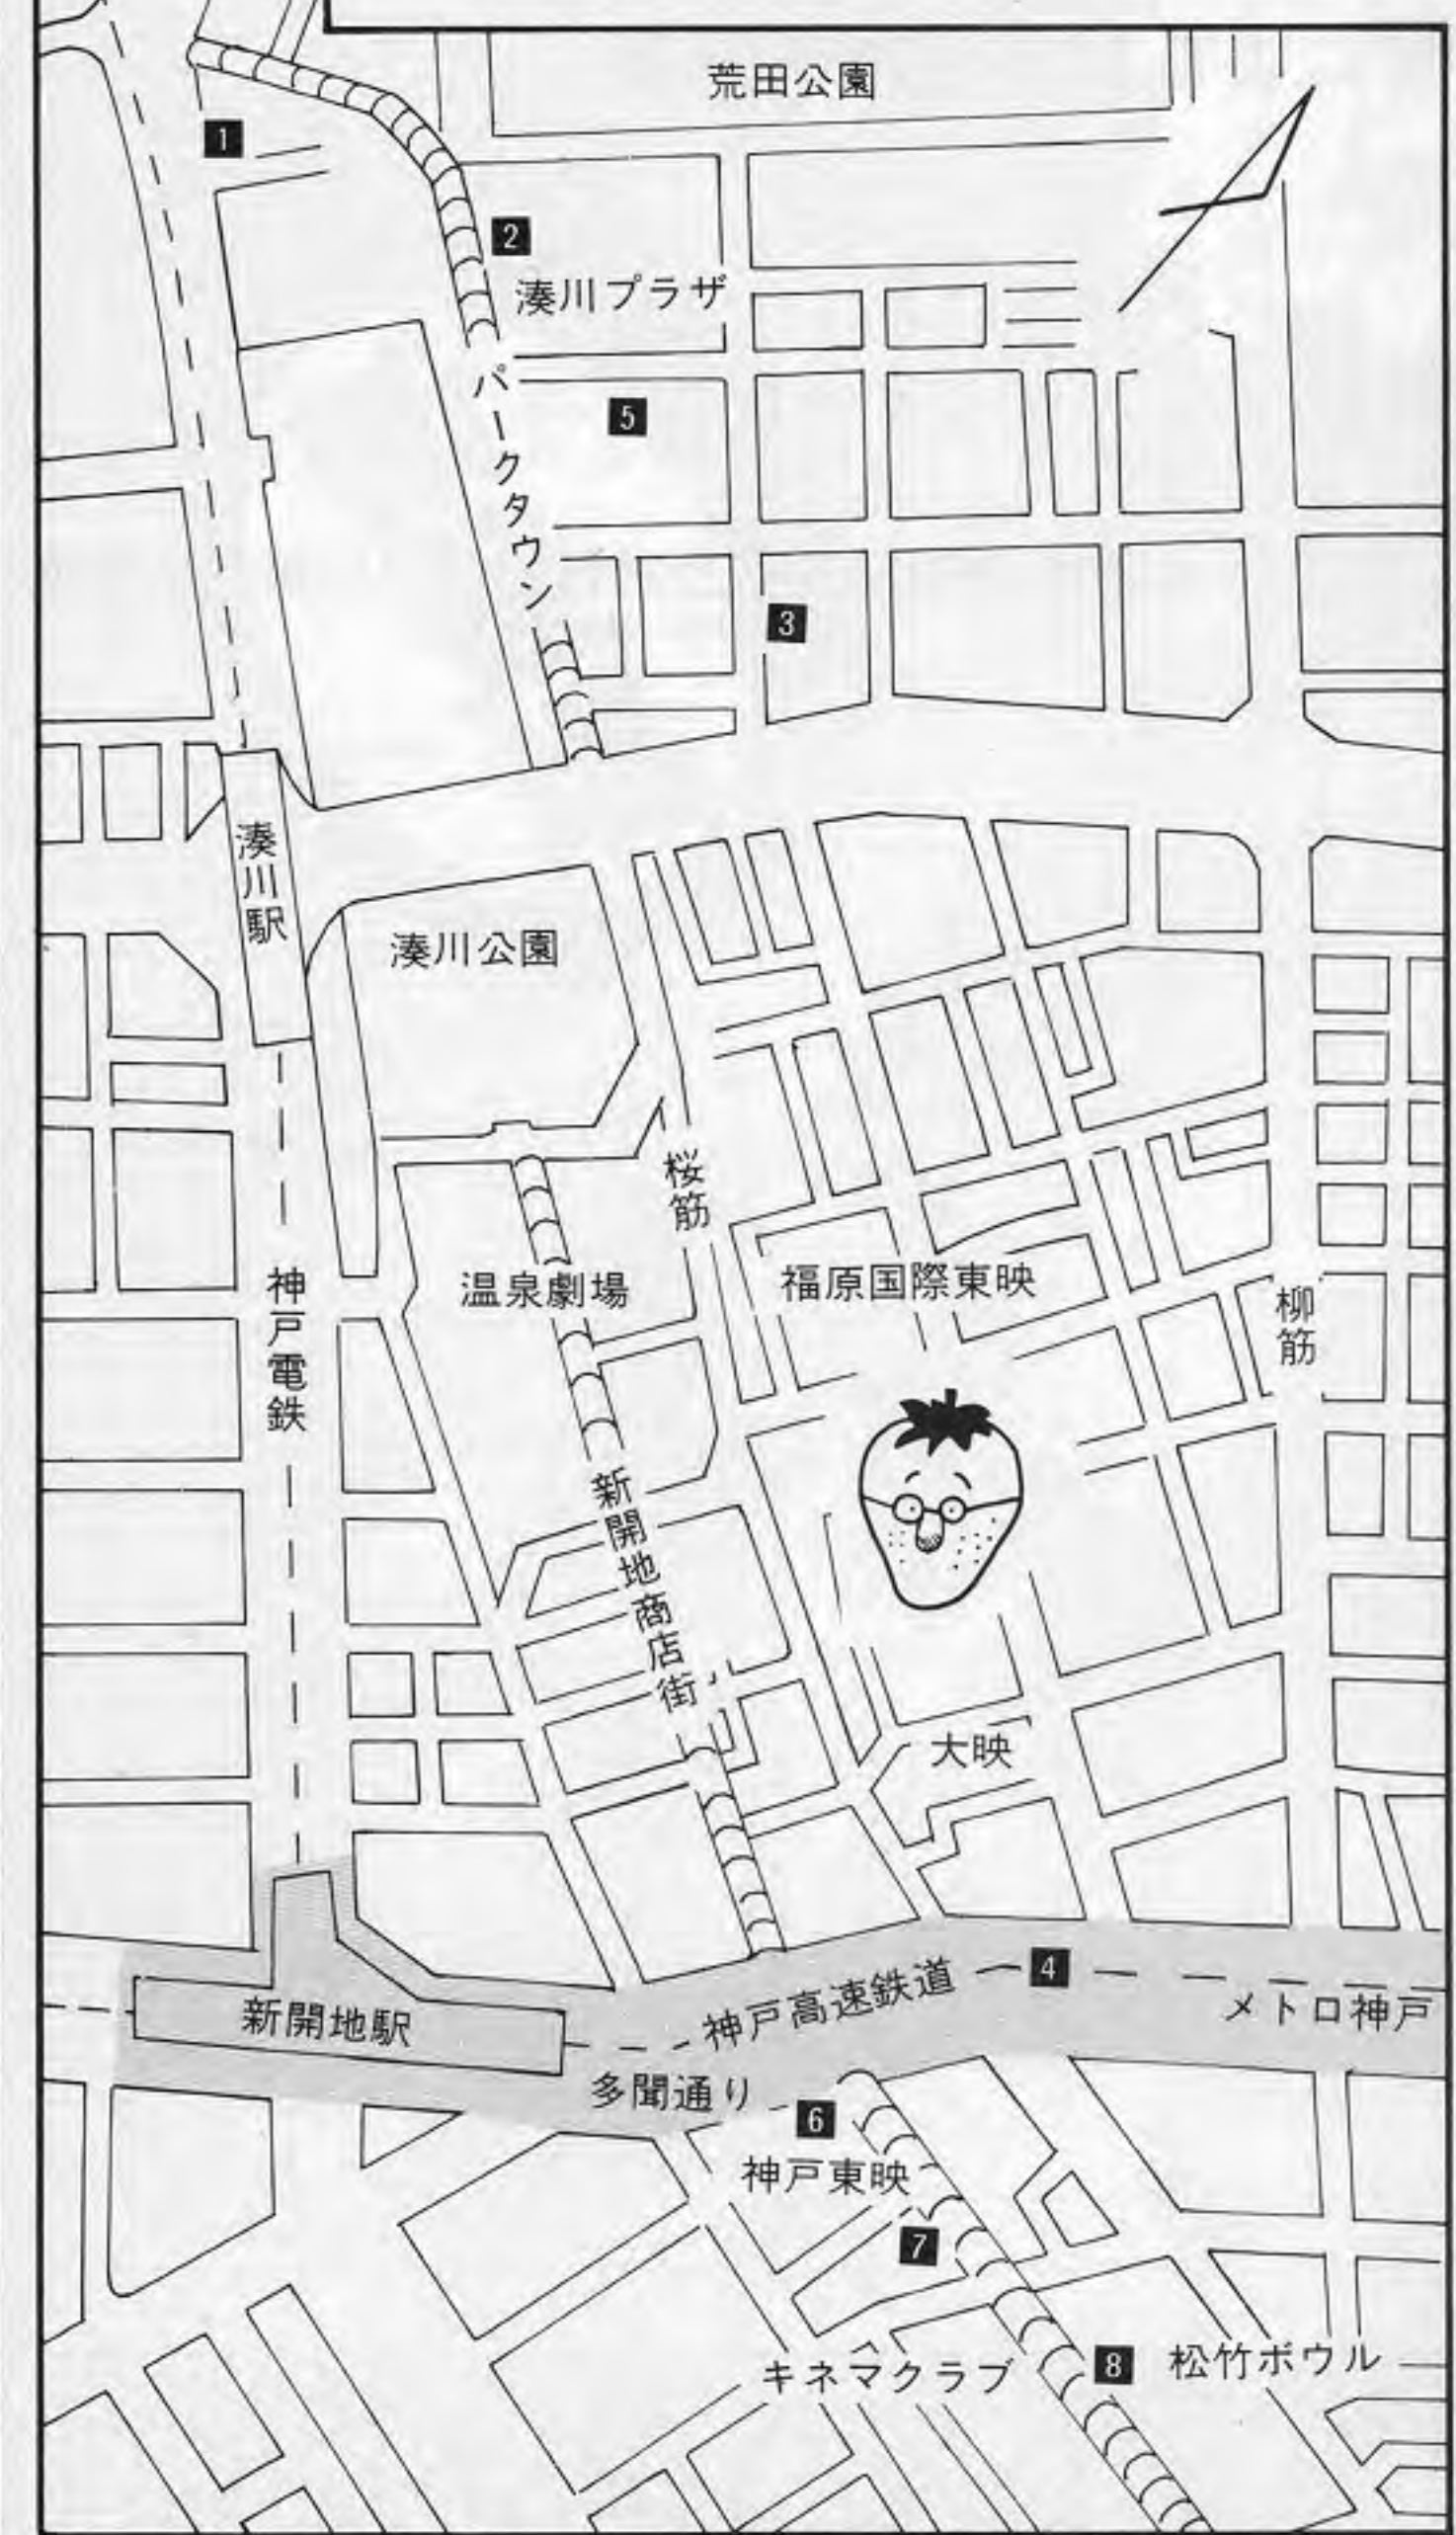 荒田公園
1
2
湊川プラザ
パークタウン
5
3
湊川駅
湊川公園
桜筋
温泉劇場
福原国際東映
柳筋
神戸電鉄
新開地商店街
大映
4
神戸高速鉄道
メトロ神戸
新開地駅
多聞通り
6
神戸東映
7
キネマクラブ
8
松竹ボウル